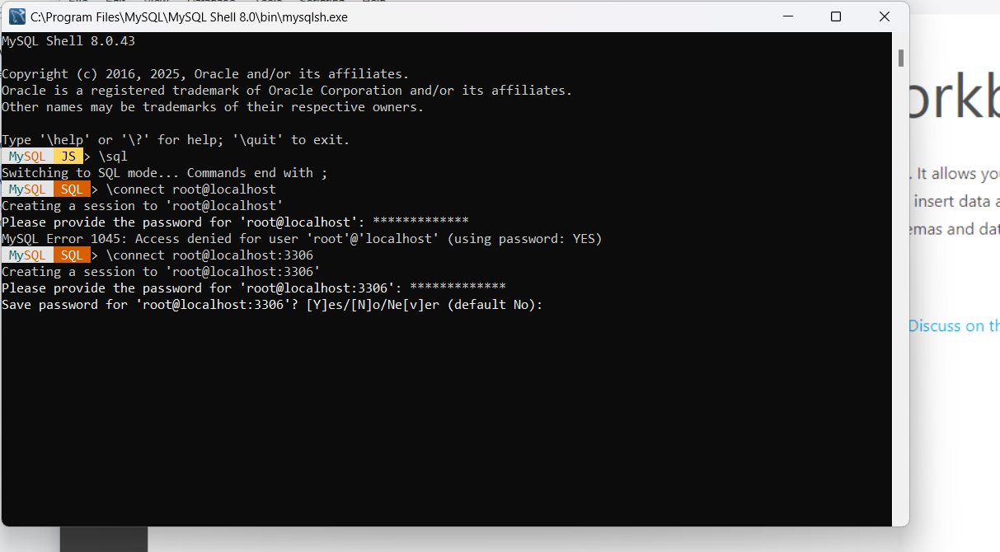 C:\Program Files\MySQL\MySQL Shell 8.0\bin\mysqlsh.exe
MySQL Shell 8.0.43
Copyright (c) 2016, 2025, Oracle and/or its affiliates.
Oracle is a registered trademark of Oracle Corporation and/or its affiliates.
Other names may be trademarks of their respective owners.
Type '\help' or '\?' for help; '\quit' to exit.
MySQL JS > \sql
Switching to SQL mode... Commands end with ;
MySQL SQL > \connect root@localhost
Creating a session to 'root@localhost'
Please provide the password for 'root@localhost': *************
MySQL Error 1045: Access denied for user 'root'@'localhost' (using password: YES)
MySQL SQL > \connect root@localhost:3306
Creating a session to 'root@localhost:3306'
Please provide the password for 'root@localhost:3306': *************
Save password for 'root@localhost:3306'? [Y]es/[N]o/Ne[v]er (default No):
orkb
. It allows you
insert data a
emas and dat
Discuss on th